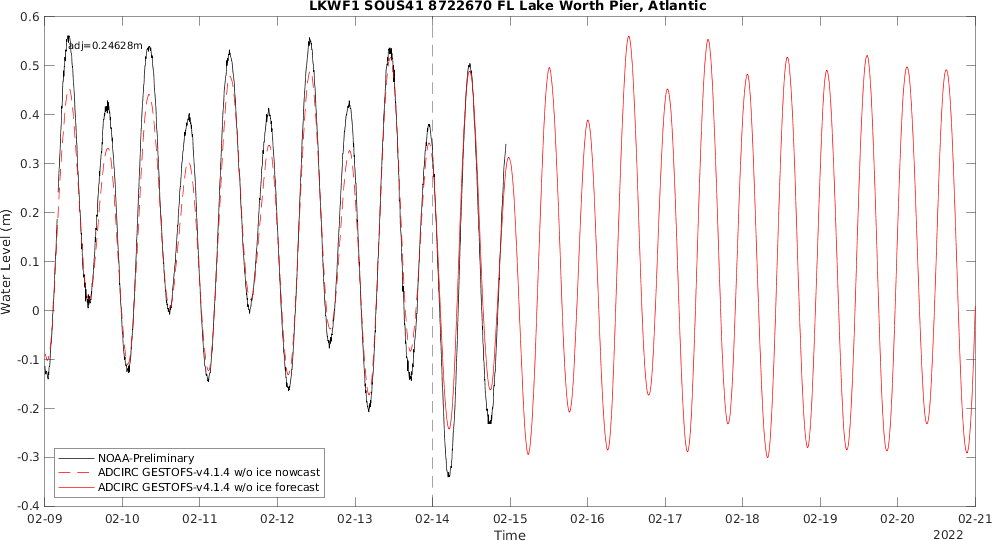 LKWF1 SOUS41 8722670 FL Lake Worth Pier, Atlantic
0.6
adj=0.24628m
0.5
0.4
0.3
0.2
0.1
0
-0.1
-0.2
-0.3
-0.4
Water Level (m)
NOAA-Preliminary
ADCIRC GESTOFS-v4.1.4 w/o ice nowcast
ADCIRC GESTOFS-v4.1.4 w/o ice forecast
02-09 02-10 02-11 02-12 02-13 02-14 02-15 02-16 02-17 02-18 02-19 02-20 02-21
Time
2022